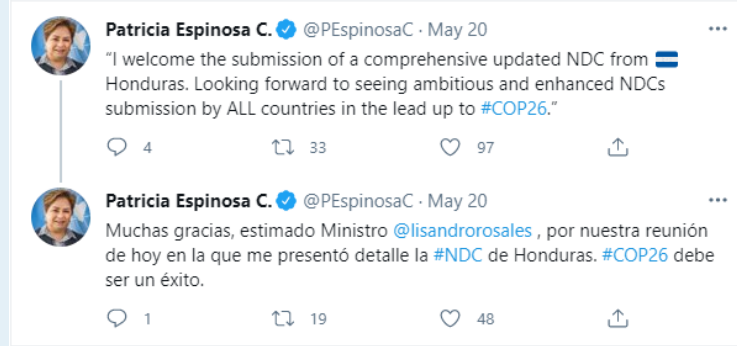 Patricia Espinosa C. @PEspinosaC · May 20
“I welcome the submission of a comprehensive updated NDC from
Honduras. Looking forward to seeing ambitious and enhanced NDCs
submission by ALL countries in the lead up to #COP26.”
4 33 97
Patricia Espinosa C. @PEspinosaC · May 20
Muchas gracias, estimado Ministro @lisandrorosales , por nuestra reunión
de hoy en la que me presentó detalle la #NDC de Honduras. #COP26 debe
ser un éxito.
1 19 48